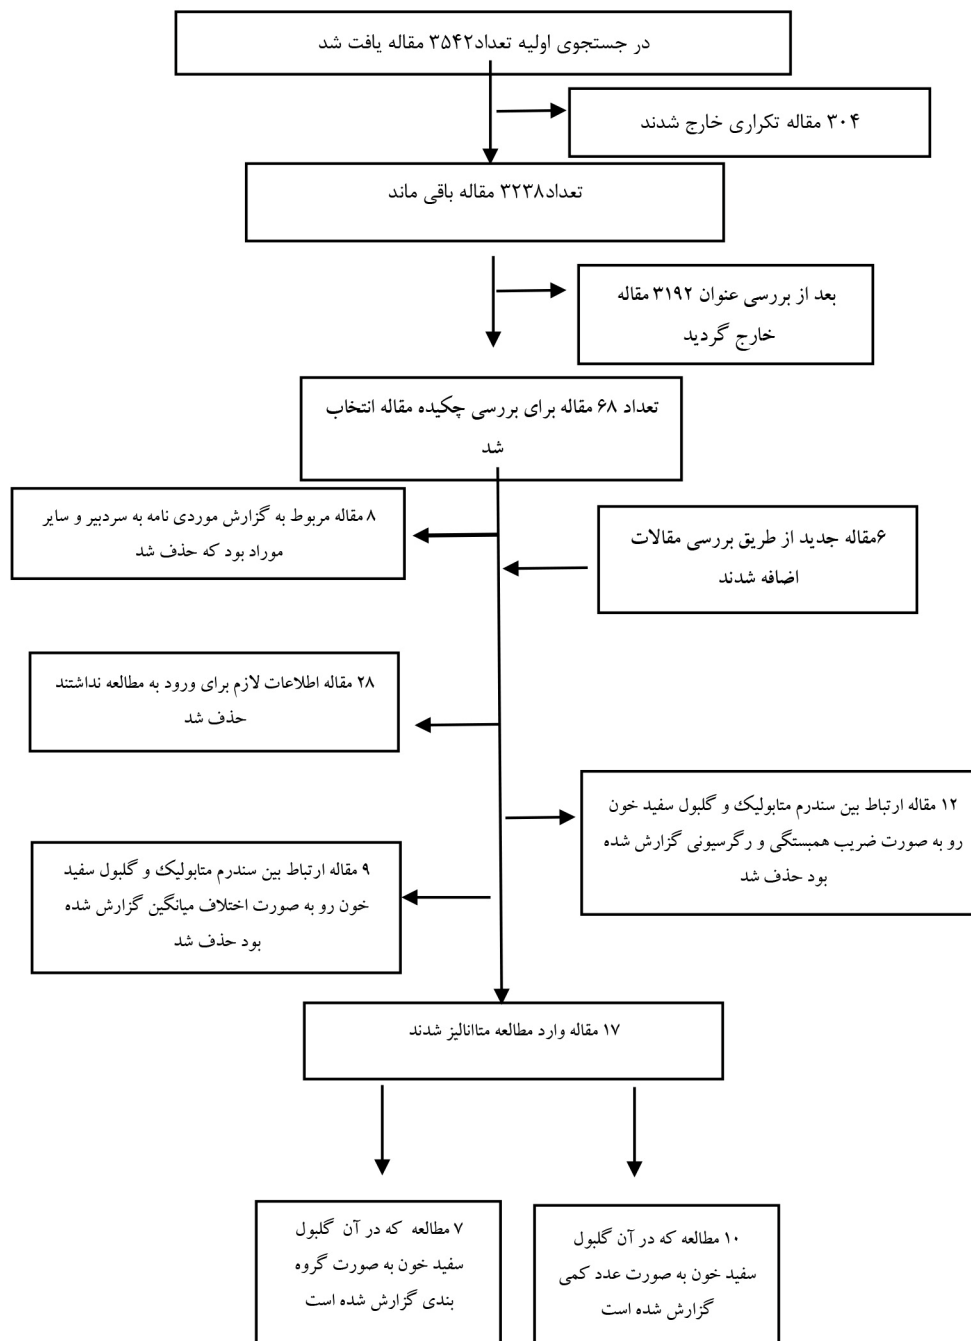 در جستجوی اولیه تعداد۳۵۴۲ مقاله یافت شد
۳۰۴ مقاله تکراری خارج شدند
تعداد۳۲۳۸ مقاله باقی ماند
بعد از بررسی عنوان ۳۱۹۲ مقاله
خارج گردید
تعداد ۶۸ مقاله برای بررسی چکیده مقاله انتخاب
شد
۸ مقاله مربوط به گزارش موردی نامه به سردبیر و سایر
موراد بود که حذف شد
۶مقاله جدید از طریق بررسی مقالات
اضافه شدند
۲۸ مقاله اطلاعات لازم برای ورود به مطالعه نداشتند
حذف شد
۱۲ مقاله ارتباط بین سندرم متابولیک و گلبول سفید خون
رو به صورت ضریب همبستگی و رگرسیونی گزارش شده
بود حذف شد
۹ مقاله ارتباط بین سندرم متابولیک و گلبول سفید
خون رو به صورت اختلاف میانگین گزارش شده
بود حذف شد
۱۷ مقاله وارد مطالعه متاانالیز شدند
۱۰ مطالعه که در آن گلبول
سفید خون به صورت عدد کمی
گزارش شده است
۷ مطالعه که در آن گلبول
سفید خون به صورت گروه
بندی گزارش شده است